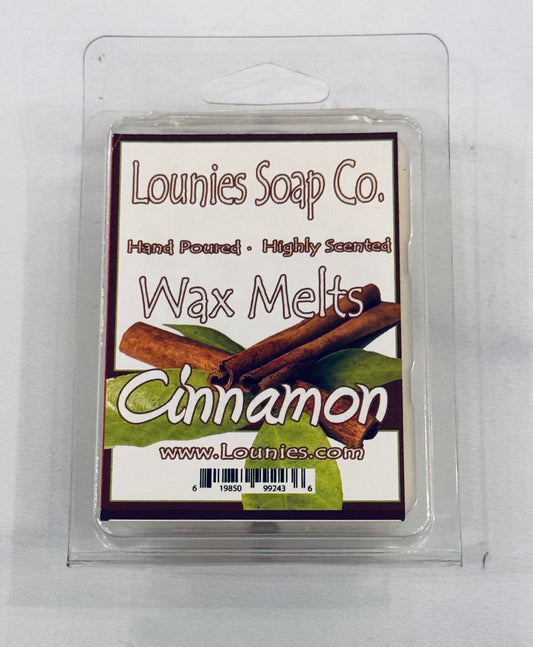 Lounies Soap Co.
Hand Poured · Highly Scented
Wax Melts
Cinnamon
www.Lounies.com
6 19850 99243 6